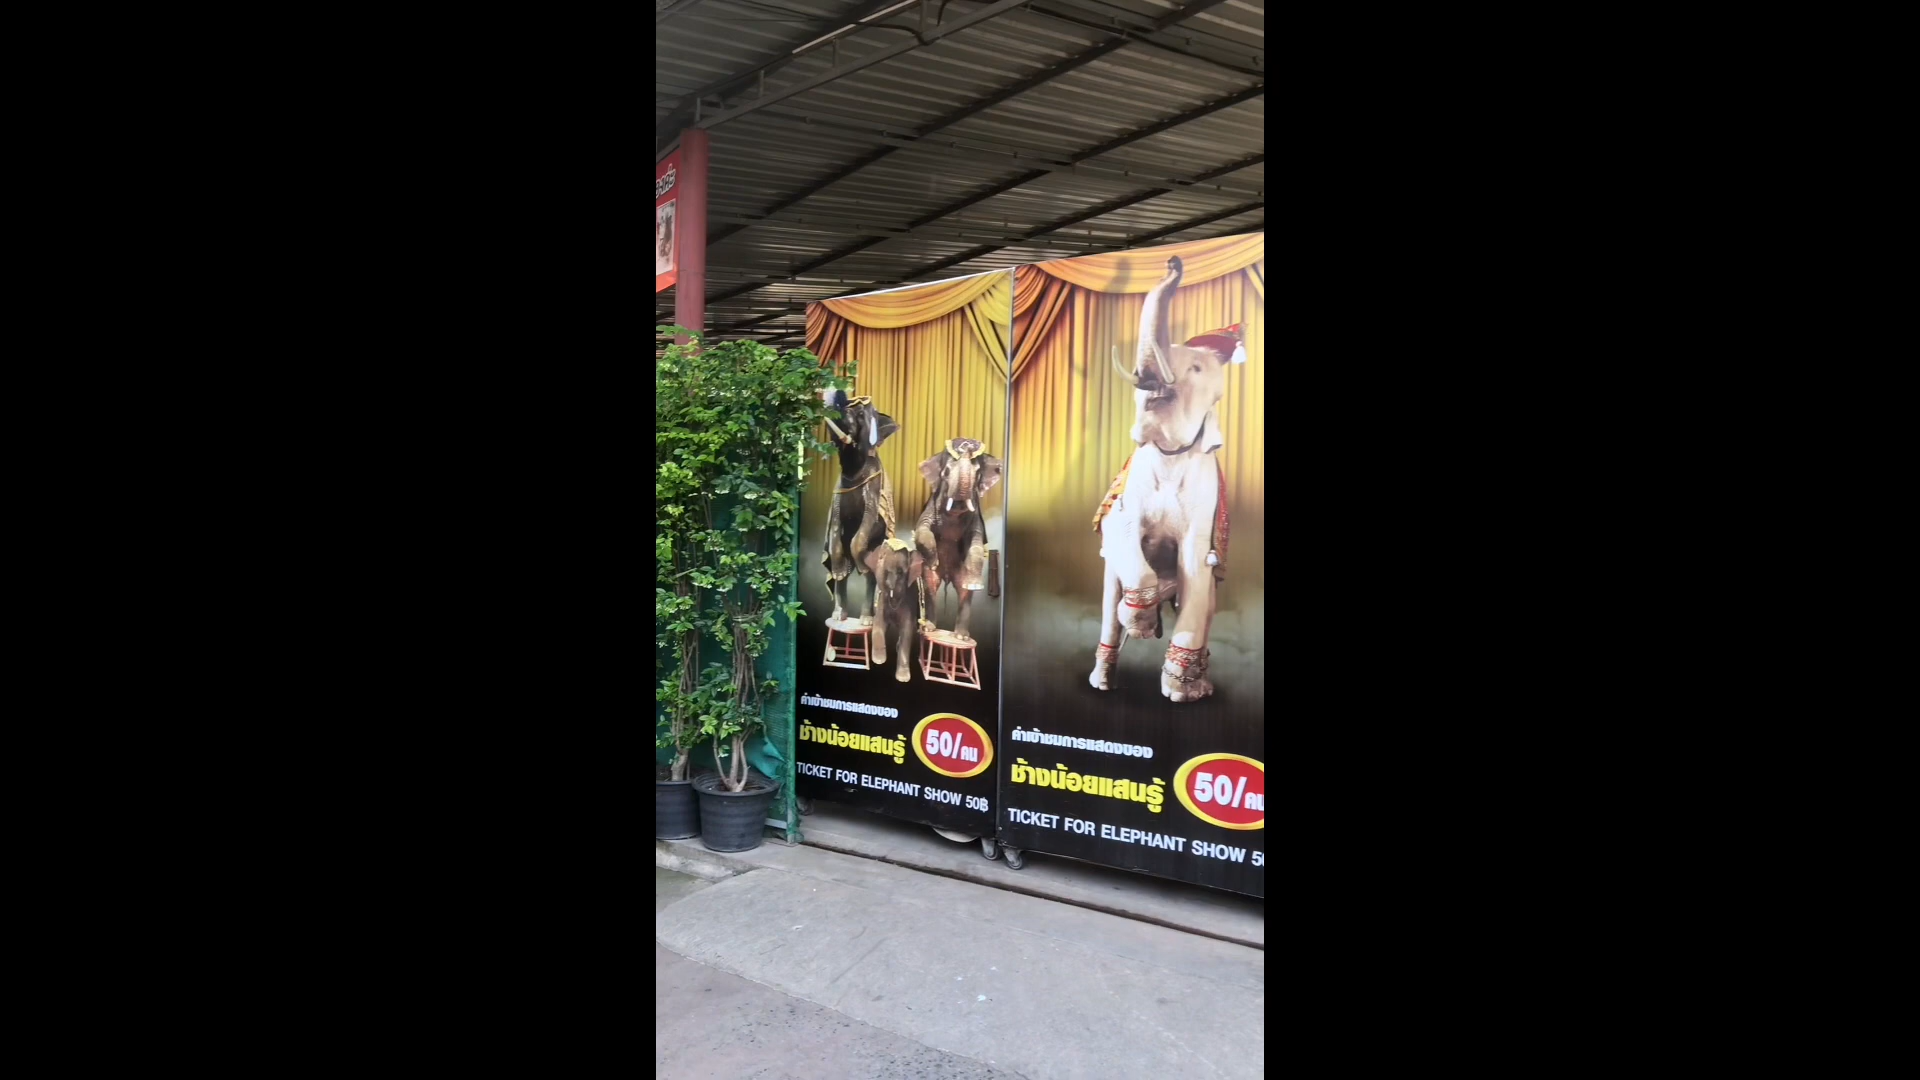 ค่าเข้าชมการแสดงของ
ช้างน้อยแสนรู้
50/คน
TICKET FOR ELEPHANT SHOW 50฿
ค่าเข้าชมการแสดงของ
ช้างน้อยแสนรู้
50/คน
TICKET FOR ELEPHANT SHOW